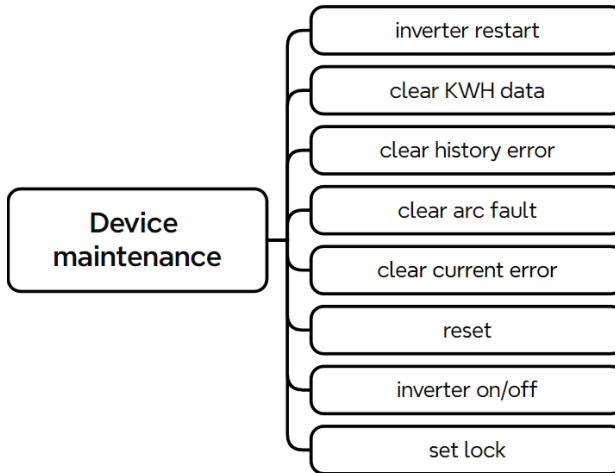 Device
maintenance
inverter restart
clear KWH data
clear history error
clear arc fault
clear current error
reset
inverter on/off
set lock